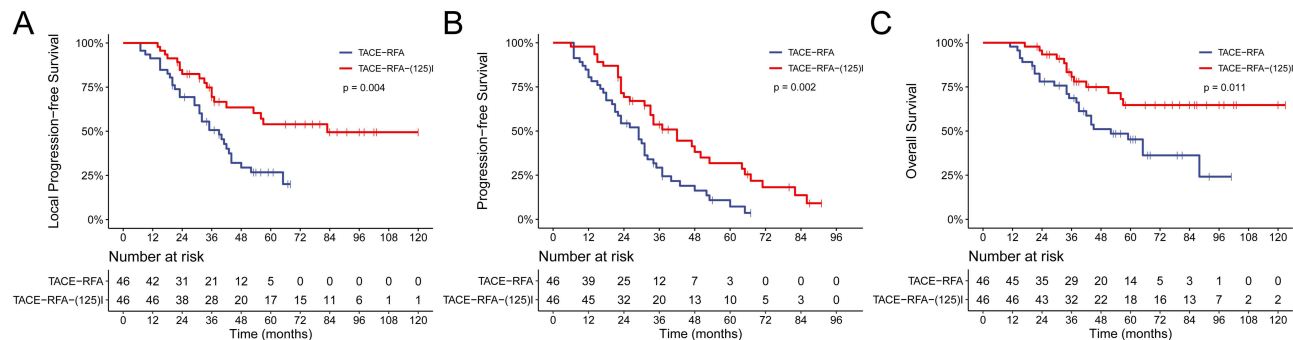 A
Local Progression-free Survival
100%
75%
50%
25%
0%
TACE-RFA
TACE-RFA-(125)I
p = 0.004
0 12 24 36 48 60 72 84 96 108 120
Number at risk
TACE-RFA 46 42 31 21 12 5 0 0 0 0 0
TACE-RFA-(125)I 46 46 38 28 20 17 15 11 6 1 1
0 12 24 36 48 60 72 84 96 108 120
Time (months)
B
Progression-free Survival
100%
75%
50%
25%
0%
TACE-RFA
TACE-RFA-(125)I
p = 0.002
0 12 24 36 48 60 72 84 96
Number at risk
TACE-RFA 46 39 25 12 7 3 0 0 0
TACE-RFA-(125)I 46 45 32 20 13 10 5 3 0
0 12 24 36 48 60 72 84 96
Time (months)
C
Overall Survival
100%
75%
50%
25%
0%
TACE-RFA
TACE-RFA-(125)I
p = 0.011
0 12 24 36 48 60 72 84 96 108 120
Number at risk
TACE-RFA 46 45 35 29 20 14 5 3 1 0 0
TACE-RFA-(125)I 46 46 43 32 22 18 16 13 7 2 2
0 12 24 36 48 60 72 84 96 108 120
Time (months)